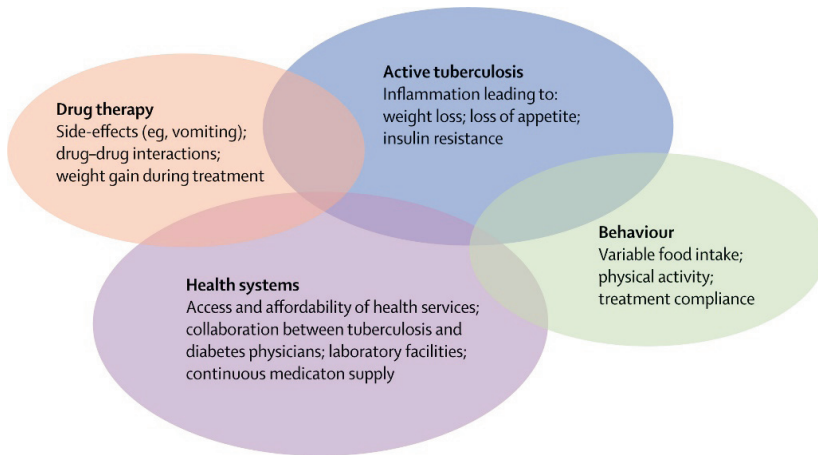 Active tuberculosis
Inflammation leading to:
weight loss; loss of appetite;
insulin resistance
Drug therapy
Side-effects (eg, vomiting);
drug–drug interactions;
weight gain during treatment
Behaviour
Variable food intake;
physical activity;
treatment compliance
Health systems
Access and affordability of health services;
collaboration between tuberculosis and
diabetes physicians; laboratory facilities;
continuous medicaton supply